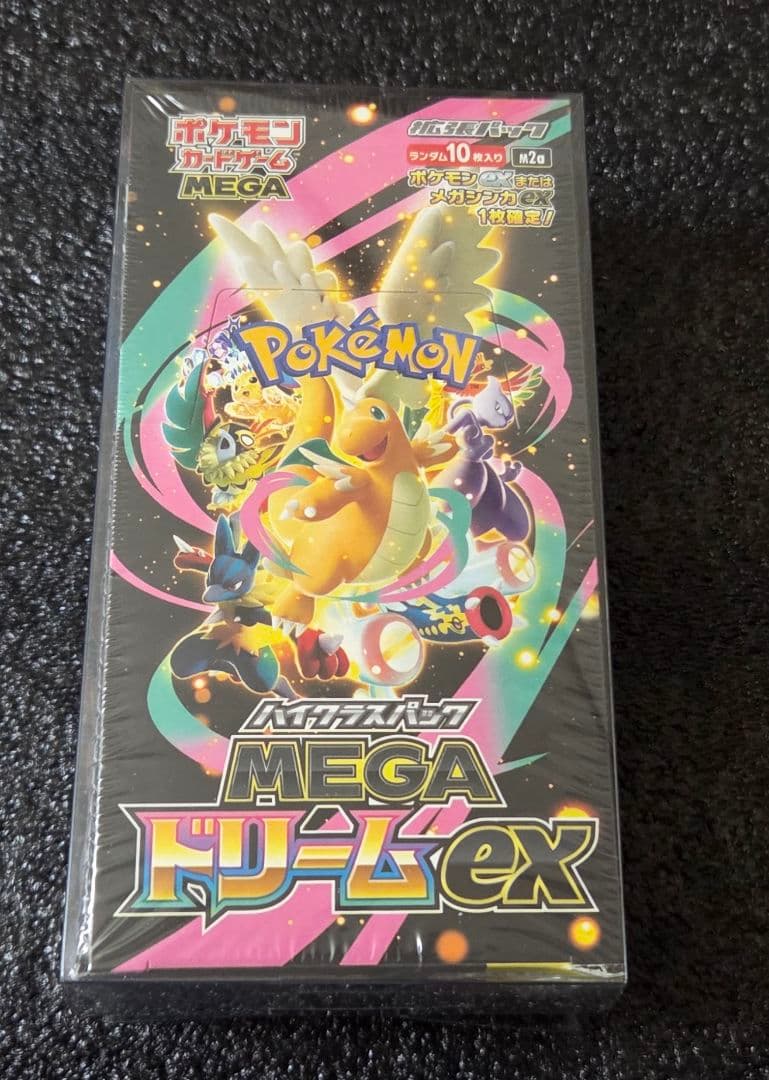 ポケモン
カードゲーム
MEGA
拡張パック
ランダム10枚入り M2a
ポケモンexまたは
メガシンカex
1枚確定!
POKéMON
ハイクラスパック
MEGA
ドリームex